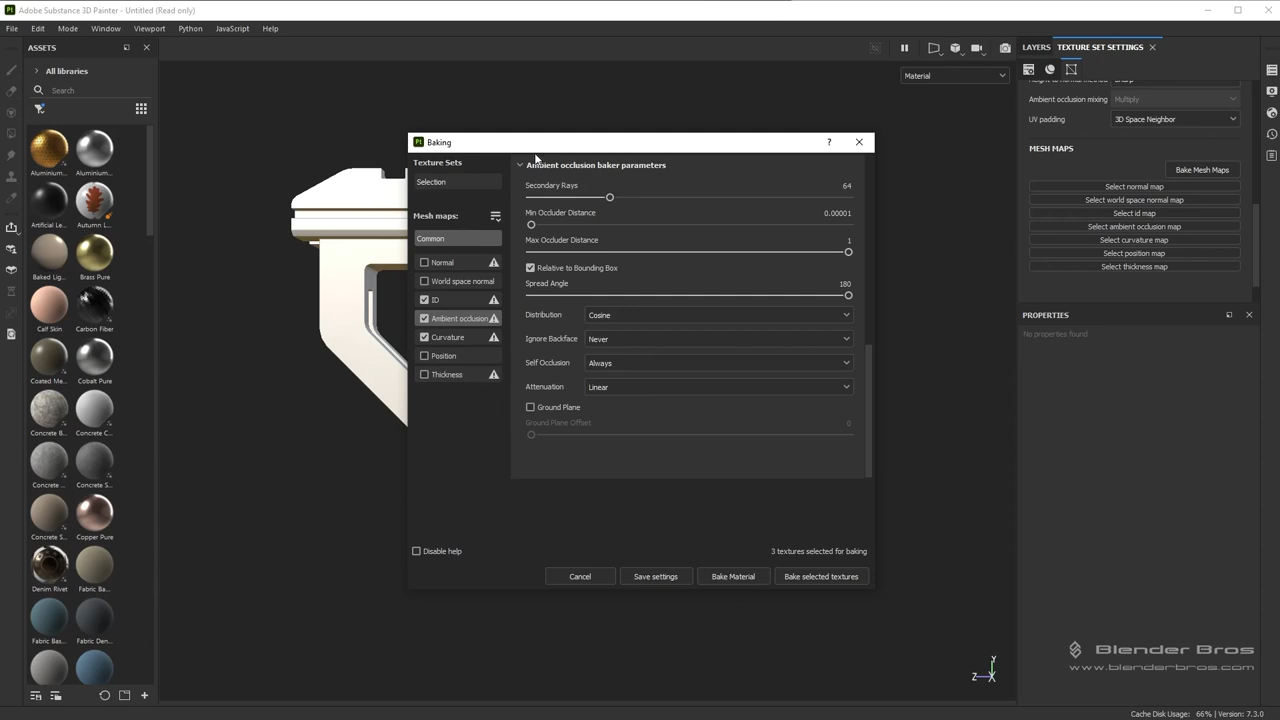 Pt Adobe Substance 3D Painter - Untitled (Read only)
File Edit Mode Window Viewport Python JavaScript Help
ASSETS
All libraries
Search
Aluminium... Aluminium...
Artificial Le... Autumn L...
Baked Lig... Brass Pure
Calf Skin Carbon Fiber
Coated Me... Cobalt Pure
Concrete B... Concrete C...
Concrete ... Concrete S...
Concrete S... Copper Pure
Denim Rivet Fabric Ba...
Fabric Bas... Fabric Den...
Material
Pt Baking ?
Texture Sets
Selection
Mesh maps:
Common
Normal
World space normal
ID
Ambient occlusion
Curvature
Position
Thickness
Ambient occlusion baker parameters
Secondary Rays 64
Min Occluder Distance 0.00001
Max Occluder Distance 1
Relative to Bounding Box
Spread Angle 180
Distribution Cosine
Ignore Backface Never
Self Occlusion Always
Attenuation Linear
Ground Plane
Ground Plane Offset 0
Disable help
3 textures selected for baking
Cancel Save settings Bake Material Bake selected textures
Y
Z X
LAYERS TEXTURE SET SETTINGS
Ambient occlusion mixing Multiply
UV padding 3D Space Neighbor
MESH MAPS
Bake Mesh Maps
Select normal map
Select world space normal map
Select id map
Select ambient occlusion map
Select curvature map
Select position map
Select thickness map
PROPERTIES
No properties found
Blender Bros
www.blenderbros.com
Cache Disk Usage: 66% | Version: 7.3.0